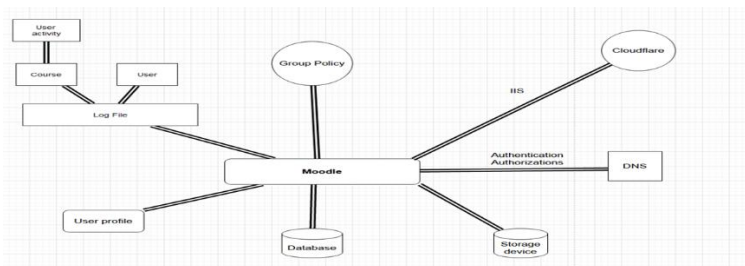 User
activity
Course
User
Log File
Group Policy
Cloudflare
IIS
Authentication
Authorizations
DNS
Moodle
User profile
Database
Storage
device